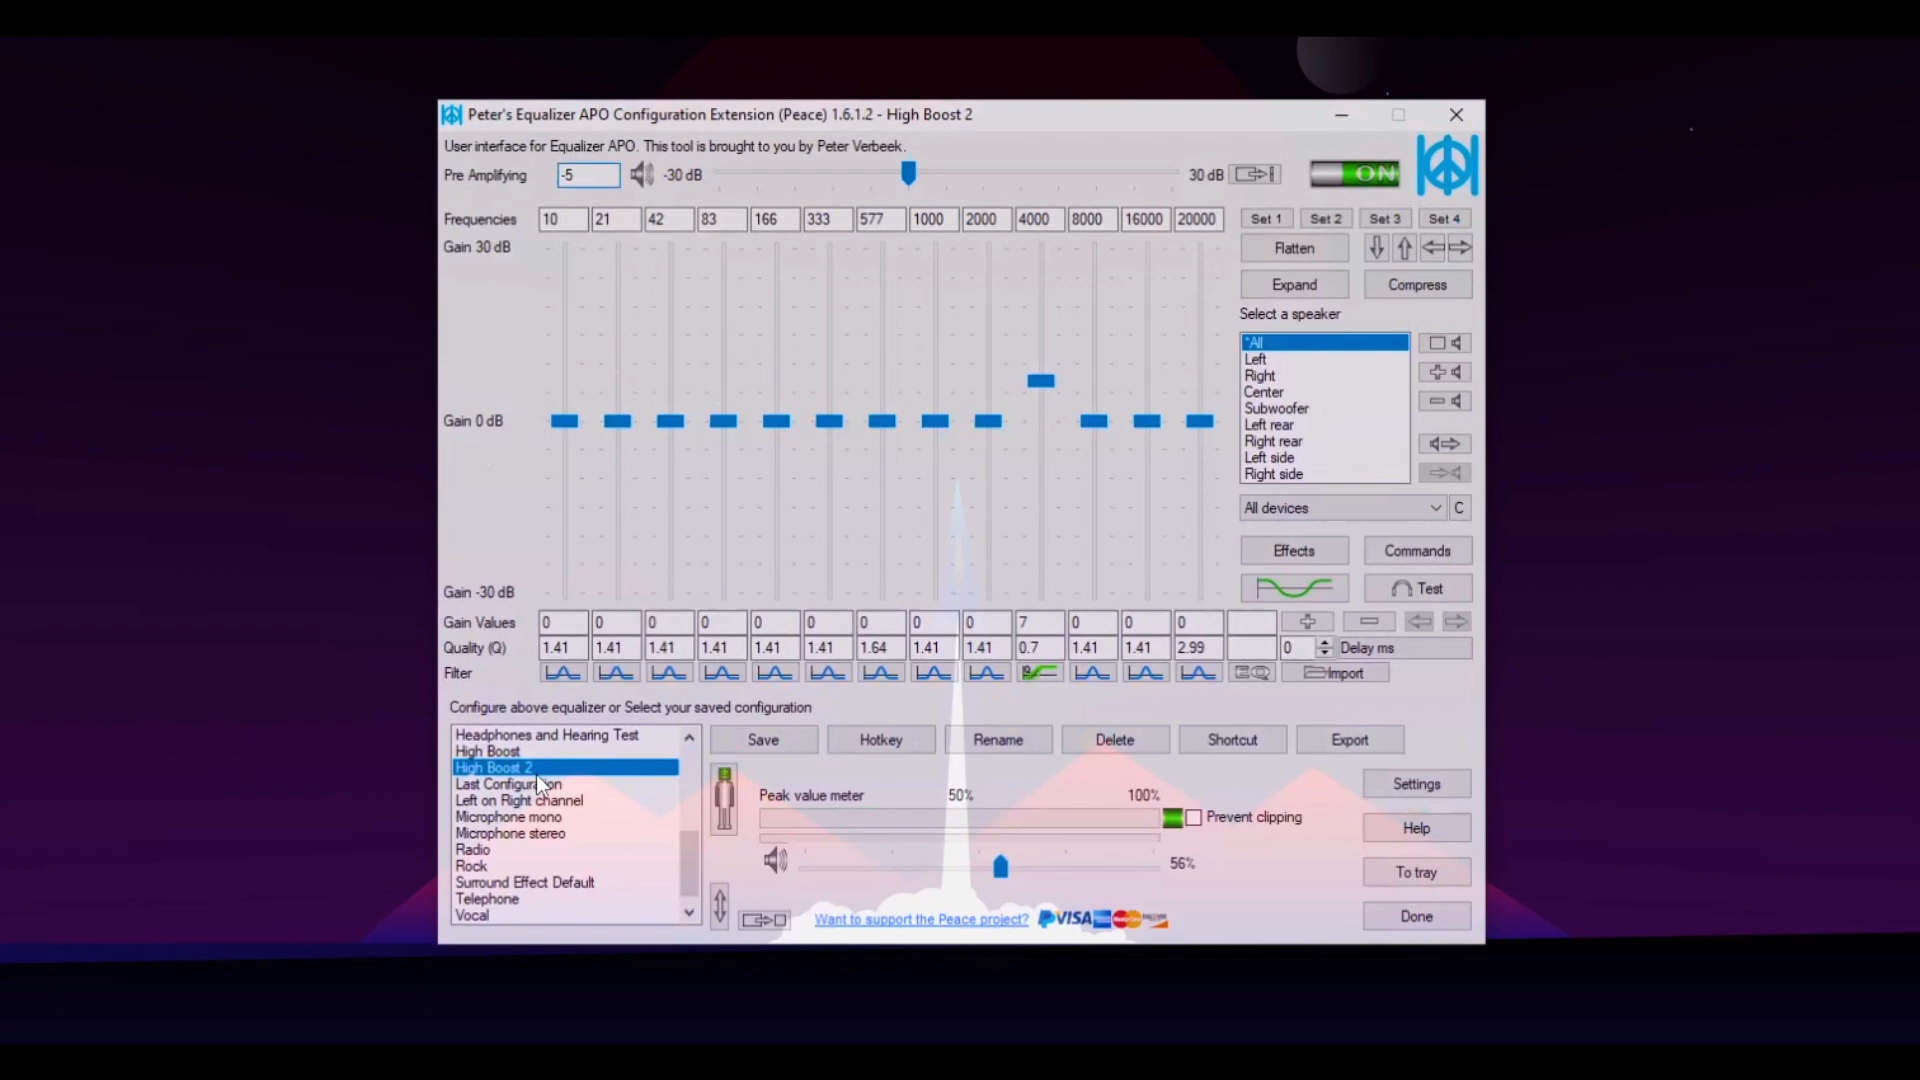 Peter's Equalizer APO Configuration Extension (Peace) 1.6.1.2 - High Boost 2
User interface for Equalizer APO. This tool is brought to you by Peter Verbeek.
Pre Amplifying -5 -30 dB 30 dB ON
Frequencies 10 21 42 83 166 333 577 1000 2000 4000 8000 16000 20000 Set 1 Set 2 Set 3 Set 4
Gain 30 dB Flatten
Expand Compress
Select a speaker
*All
Left
Right
Center
Subwoofer
Gain 0 dB
Left rear
Right rear
Left side
Right side
All devices C
Effects Commands
Test
Gain -30 dB
Gain Values 0 0 0 0 0 0 0 0 0 7 0 0 0
Quality (Q) 1.41 1.41 1.41 1.41 1.41 1.41 1.64 1.41 1.41 0.7 1.41 1.41 2.99 0 Delay ms
Filter EQ Import
Configure above equalizer or Select your saved configuration
Headphones and Hearing Test
High Boost
High Boost 2
Last Configuration
Left on Right channel
Microphone mono
Microphone stereo
Radio
Rock
Surround Effect Default
Telephone
Vocal
Save Hotkey Rename Delete Shortcut Export
Peak value meter 50% 100%
Prevent clipping
56%
Settings
Help
To tray
Done
Want to support the Peace project? VISA